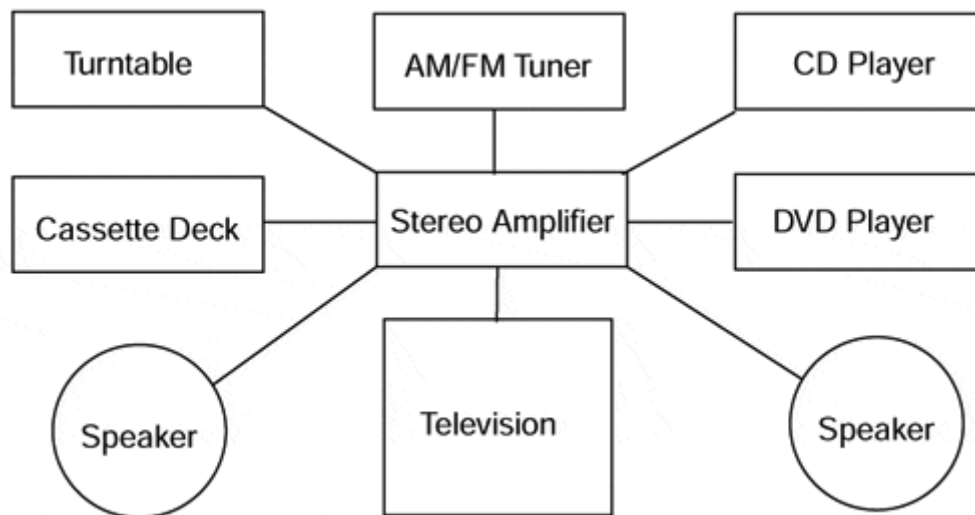 Turntable
AM/FM Tuner
CD Player
Cassette Deck
Stereo Amplifier
DVD Player
Speaker
Television
Speaker